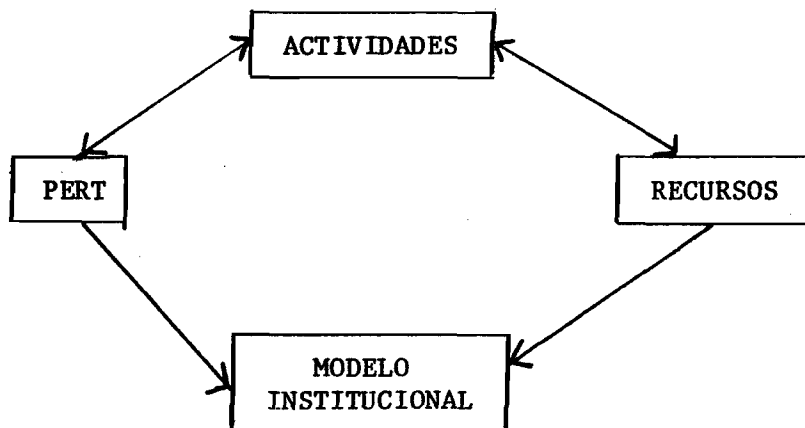 ACTIVIDADES
PERT
RECURSOS
MODELO
INSTITUCIONAL